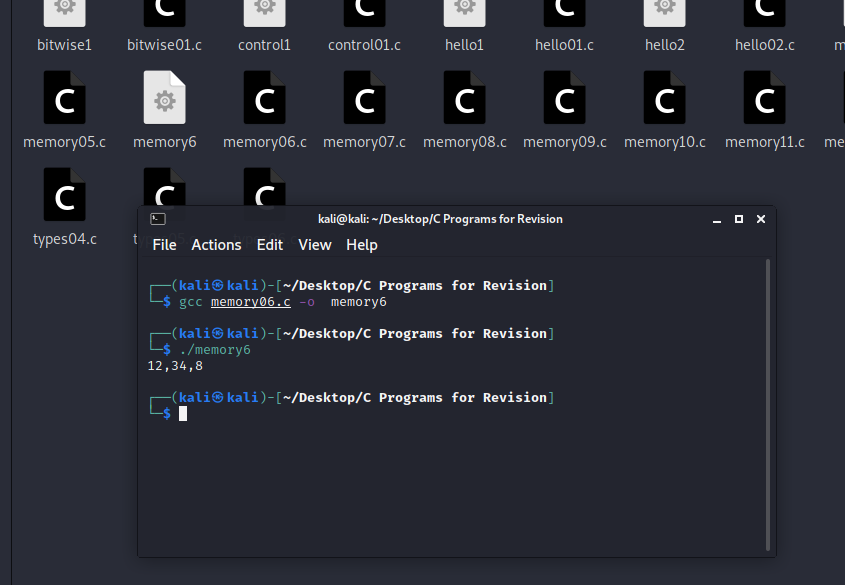 bitwise1 bitwise01.c control1 control01.c hello1 hello01.c hello2 hello02.c
memory05.c memory6 memory06.c memory07.c memory08.c memory09.c memory10.c memory11.c
types04.c
kali@kali: ~/Desktop/C Programs for Revision
File Actions Edit View Help
┌──(kali㉿kali)-[~/Desktop/C Programs for Revision]
└─$ gcc memory06.c -o  memory6
┌──(kali㉿kali)-[~/Desktop/C Programs for Revision]
└─$ ./memory6
12,34,8
┌──(kali㉿kali)-[~/Desktop/C Programs for Revision]
└─$